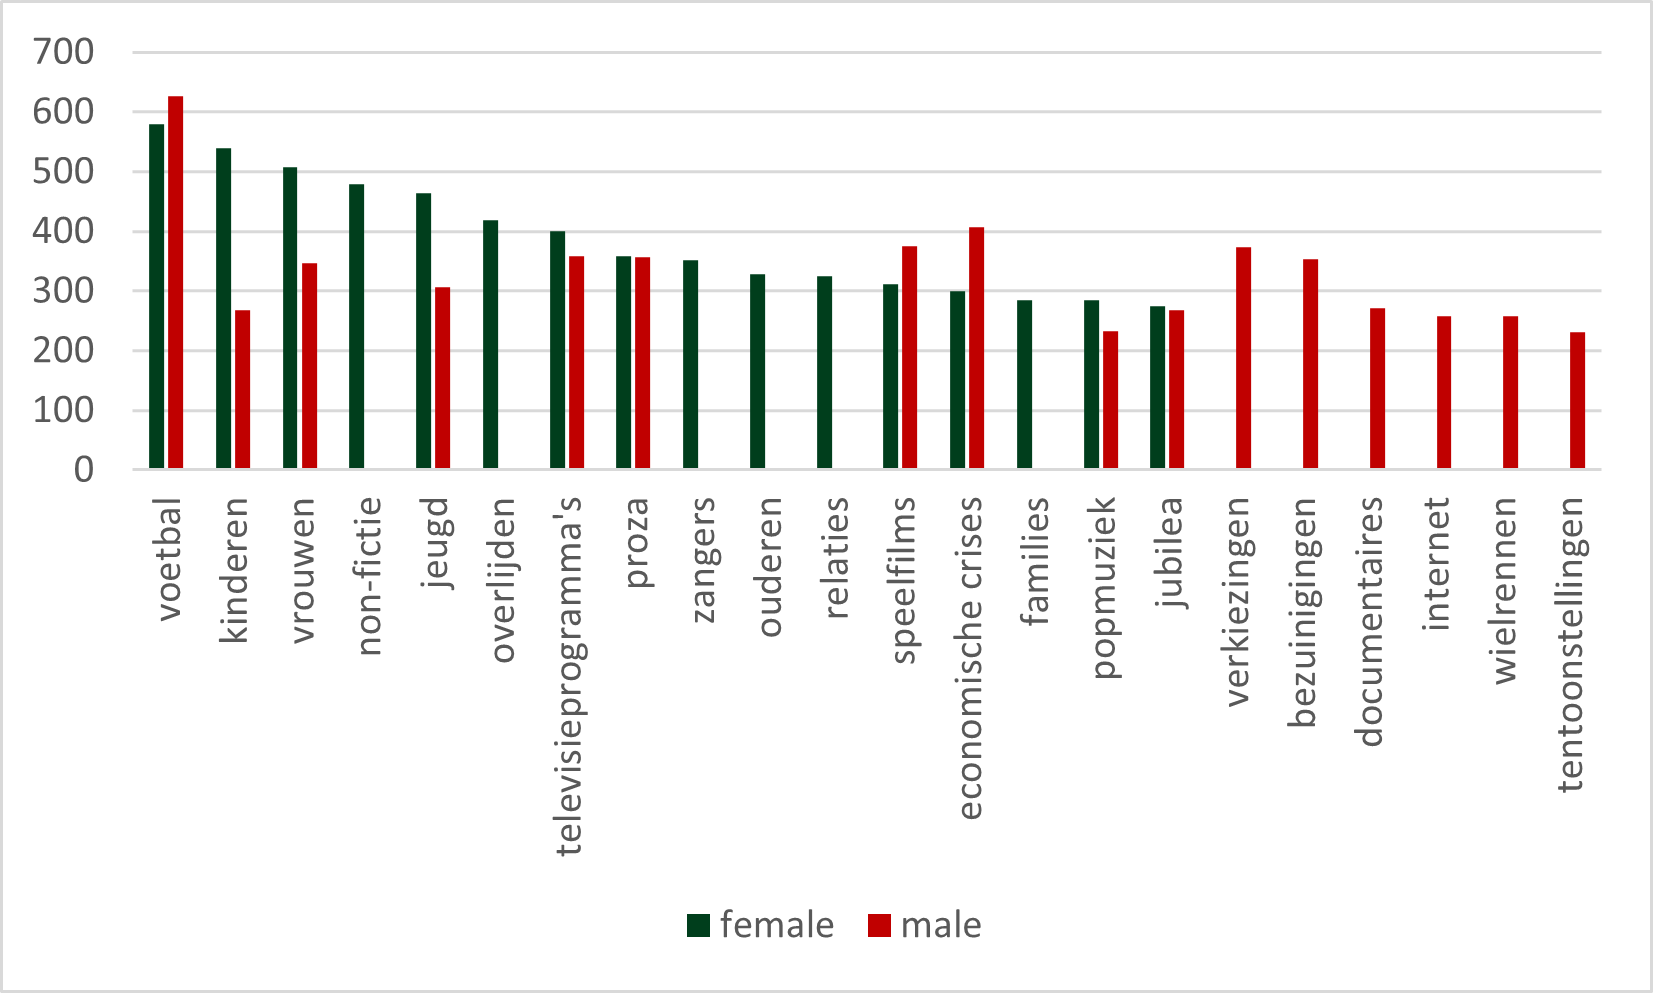 700
600
500
400
300
200
100
0
voetbal
kinderen
vrouwen
non-fictie
jeugd
overlijden
televisieprogramma's
proza
zangers
ouderen
relaties
speelfilms
economische crises
families
popmuziek
jubilea
verkiezingen
bezuinigingen
documentaires
internet
wielrennen
tentoonstellingen
female
male